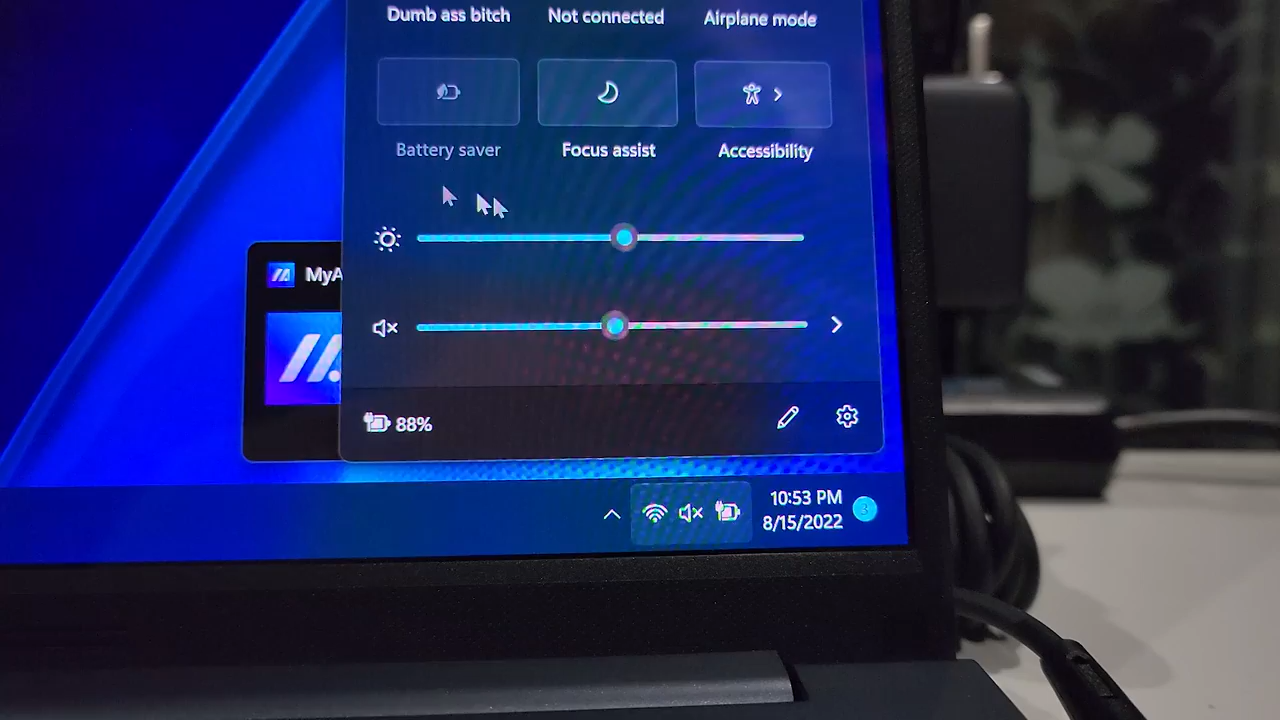 Dumb ass bitch Not connected Airplane mode
Battery saver Focus assist Accessibility
MyA
88%
10:53 PM
8/15/2022
3